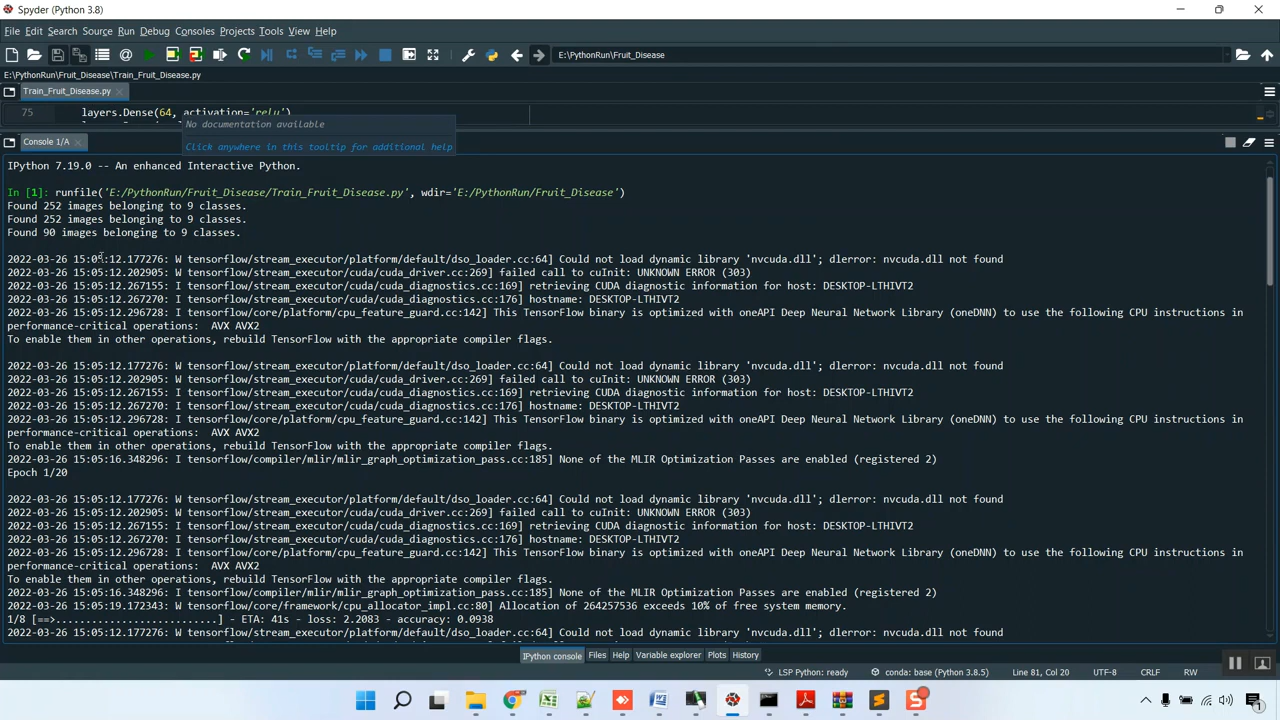 Spyder (Python 3.8)
File Edit Search Source Run Debug Consoles Projects Tools View Help
E:\PythonRun\Fruit_Disease
E:\PythonRun\Fruit_Disease\Train_Fruit_Disease.py
Train_Fruit_Disease.py
75 layers.Dense(64, activation='relu')
No documentation available
Click anywhere in this tooltip for additional help
Console 1/A
IPython 7.19.0 -- An enhanced Interactive Python.
In [1]: runfile('E:/PythonRun/Fruit_Disease/Train_Fruit_Disease.py', wdir='E:/PythonRun/Fruit_Disease')
Found 252 images belonging to 9 classes.
Found 252 images belonging to 9 classes.
Found 90 images belonging to 9 classes.
2022-03-26 15:05:12.177276: W tensorflow/stream_executor/platform/default/dso_loader.cc:64] Could not load dynamic library 'nvcuda.dll'; dlerror: nvcuda.dll not found
2022-03-26 15:05:12.202905: W tensorflow/stream_executor/cuda/cuda_driver.cc:269] failed call to cuInit: UNKNOWN ERROR (303)
2022-03-26 15:05:12.267155: I tensorflow/stream_executor/cuda/cuda_diagnostics.cc:169] retrieving CUDA diagnostic information for host: DESKTOP-LTHIVT2
2022-03-26 15:05:12.267270: I tensorflow/stream_executor/cuda/cuda_diagnostics.cc:176] hostname: DESKTOP-LTHIVT2
2022-03-26 15:05:12.296728: I tensorflow/core/platform/cpu_feature_guard.cc:142] This TensorFlow binary is optimized with oneAPI Deep Neural Network Library (oneDNN) to use the following CPU instructions in
performance-critical operations:  AVX AVX2
To enable them in other operations, rebuild TensorFlow with the appropriate compiler flags.
2022-03-26 15:05:12.177276: W tensorflow/stream_executor/platform/default/dso_loader.cc:64] Could not load dynamic library 'nvcuda.dll'; dlerror: nvcuda.dll not found
2022-03-26 15:05:12.202905: W tensorflow/stream_executor/cuda/cuda_driver.cc:269] failed call to cuInit: UNKNOWN ERROR (303)
2022-03-26 15:05:12.267155: I tensorflow/stream_executor/cuda/cuda_diagnostics.cc:169] retrieving CUDA diagnostic information for host: DESKTOP-LTHIVT2
2022-03-26 15:05:12.267270: I tensorflow/stream_executor/cuda/cuda_diagnostics.cc:176] hostname: DESKTOP-LTHIVT2
2022-03-26 15:05:12.296728: I tensorflow/core/platform/cpu_feature_guard.cc:142] This TensorFlow binary is optimized with oneAPI Deep Neural Network Library (oneDNN) to use the following CPU instructions in
performance-critical operations:  AVX AVX2
To enable them in other operations, rebuild TensorFlow with the appropriate compiler flags.
2022-03-26 15:05:16.348296: I tensorflow/compiler/mlir/mlir_graph_optimization_pass.cc:185] None of the MLIR Optimization Passes are enabled (registered 2)
Epoch 1/20
2022-03-26 15:05:12.177276: W tensorflow/stream_executor/platform/default/dso_loader.cc:64] Could not load dynamic library 'nvcuda.dll'; dlerror: nvcuda.dll not found
2022-03-26 15:05:12.202905: W tensorflow/stream_executor/cuda/cuda_driver.cc:269] failed call to cuInit: UNKNOWN ERROR (303)
2022-03-26 15:05:12.267155: I tensorflow/stream_executor/cuda/cuda_diagnostics.cc:169] retrieving CUDA diagnostic information for host: DESKTOP-LTHIVT2
2022-03-26 15:05:12.267270: I tensorflow/stream_executor/cuda/cuda_diagnostics.cc:176] hostname: DESKTOP-LTHIVT2
2022-03-26 15:05:12.296728: I tensorflow/core/platform/cpu_feature_guard.cc:142] This TensorFlow binary is optimized with oneAPI Deep Neural Network Library (oneDNN) to use the following CPU instructions in
performance-critical operations:  AVX AVX2
To enable them in other operations, rebuild TensorFlow with the appropriate compiler flags.
2022-03-26 15:05:16.348296: I tensorflow/compiler/mlir/mlir_graph_optimization_pass.cc:185] None of the MLIR Optimization Passes are enabled (registered 2)
2022-03-26 15:05:19.172343: W tensorflow/core/framework/cpu_allocator_impl.cc:80] Allocation of 264257536 exceeds 10% of free system memory.
1/8 [==>...........................] - ETA: 41s - loss: 2.2083 - accuracy: 0.0938
2022-03-26 15:05:12.177276: W tensorflow/stream_executor/platform/default/dso_loader.cc:64] Could not load dynamic library 'nvcuda.dll'; dlerror: nvcuda.dll not found
IPython console Files Help Variable explorer Plots History
LSP Python: ready conda: base (Python 3.8.5) Line 81, Col 20 UTF-8 CRLF RW